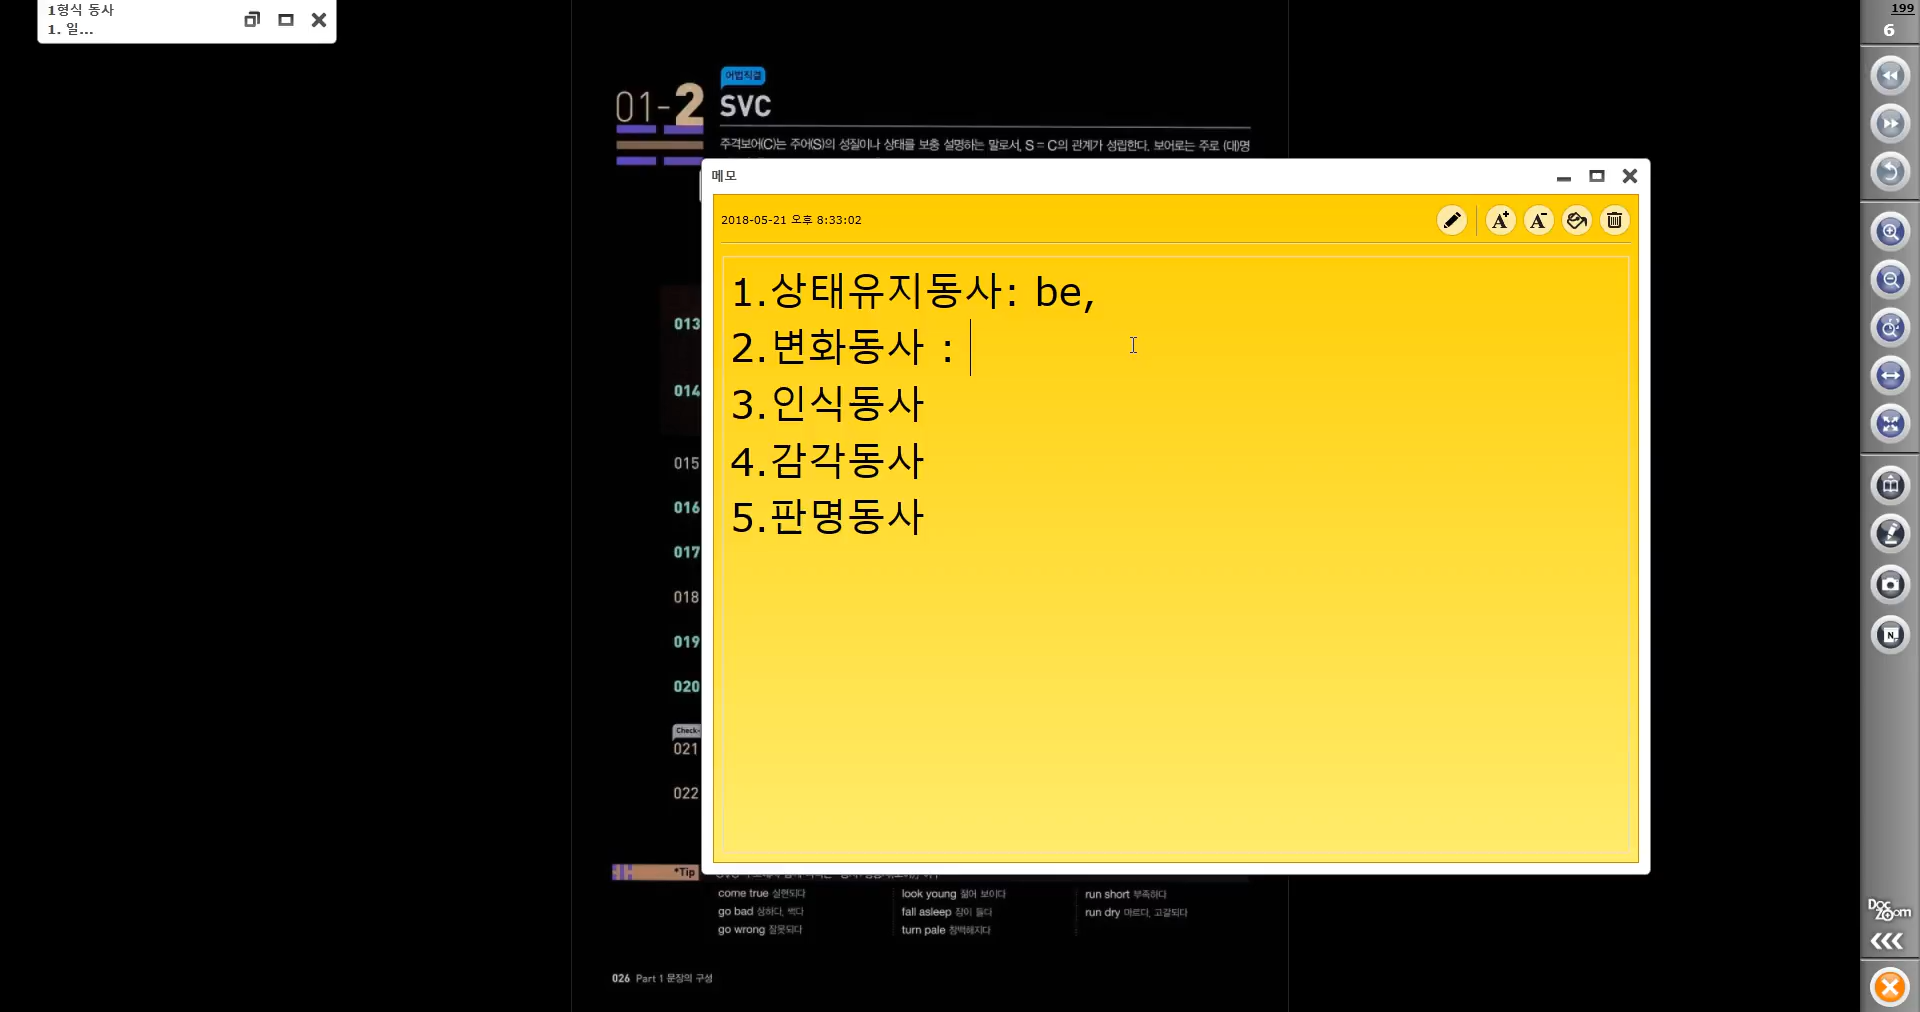 1형식 동사
1. 일...
199
6
어법직결
01-2
SVC
주격보어(C)는 주어(S)의 성질이나 상태를 보충 설명하는 말로서, S = C의 관계가 성립한다. 보어로는 주로 (대)명
메모
2018-05-21 오후 8:33:02
1.상태유지동사: be,
2.변화동사 :
3.인식동사
4.감각동사
5.판명동사
013
014
015
016
017
018
019
020
Check-
021
022
*Tip
come true 실현되다
look young 젊어 보이다
run short 부족하다
go bad 상하다, 썩다
fall asleep 잠이 들다
run dry 마르다, 고갈되다
go wrong 잘못되다
turn pale 창백해지다
026 Part 1 문장의 구성
Doc
Zoom